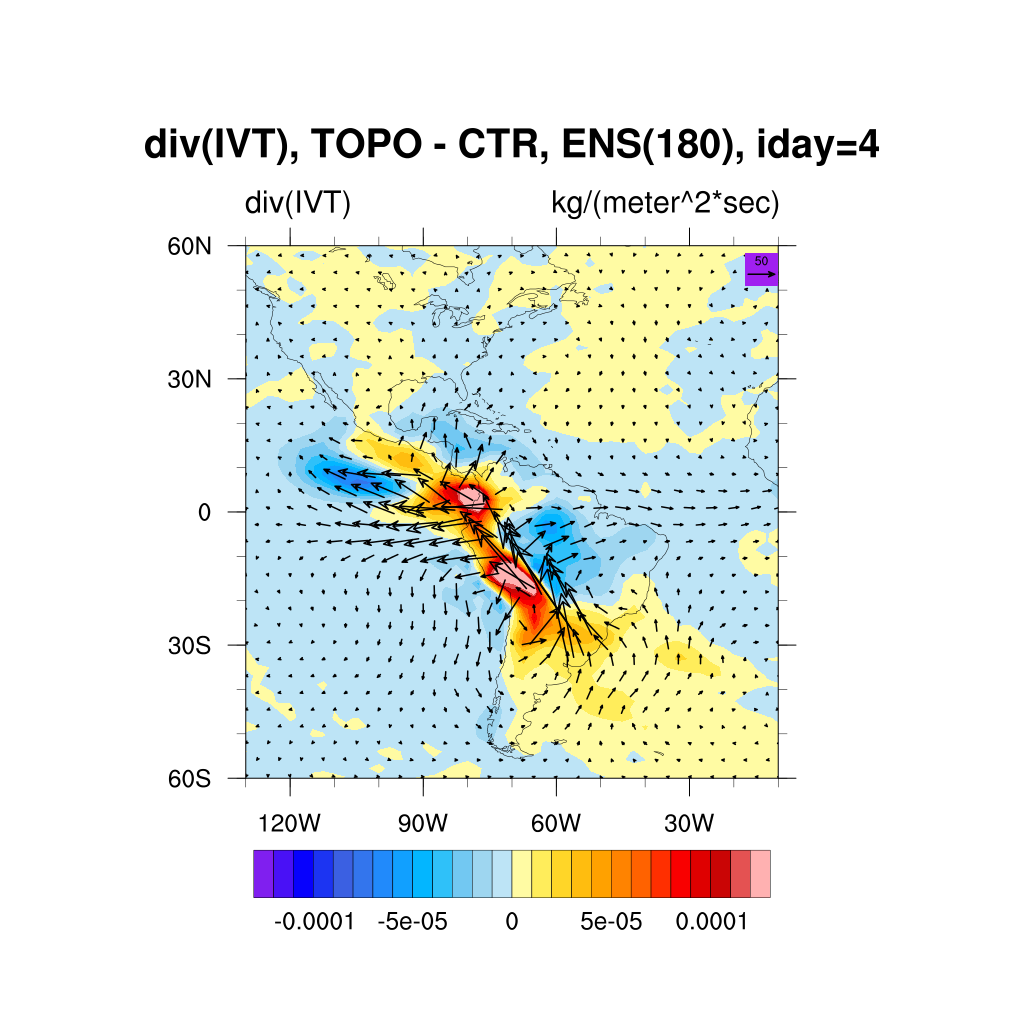 div(IVT), TOPO - CTR, ENS(180), iday=4
div(IVT) kg/(meter^2*sec)
60N
50
30N
0
30S
60S
120W 90W 60W 30W
-0.0001 -5e-05 0 5e-05 0.0001